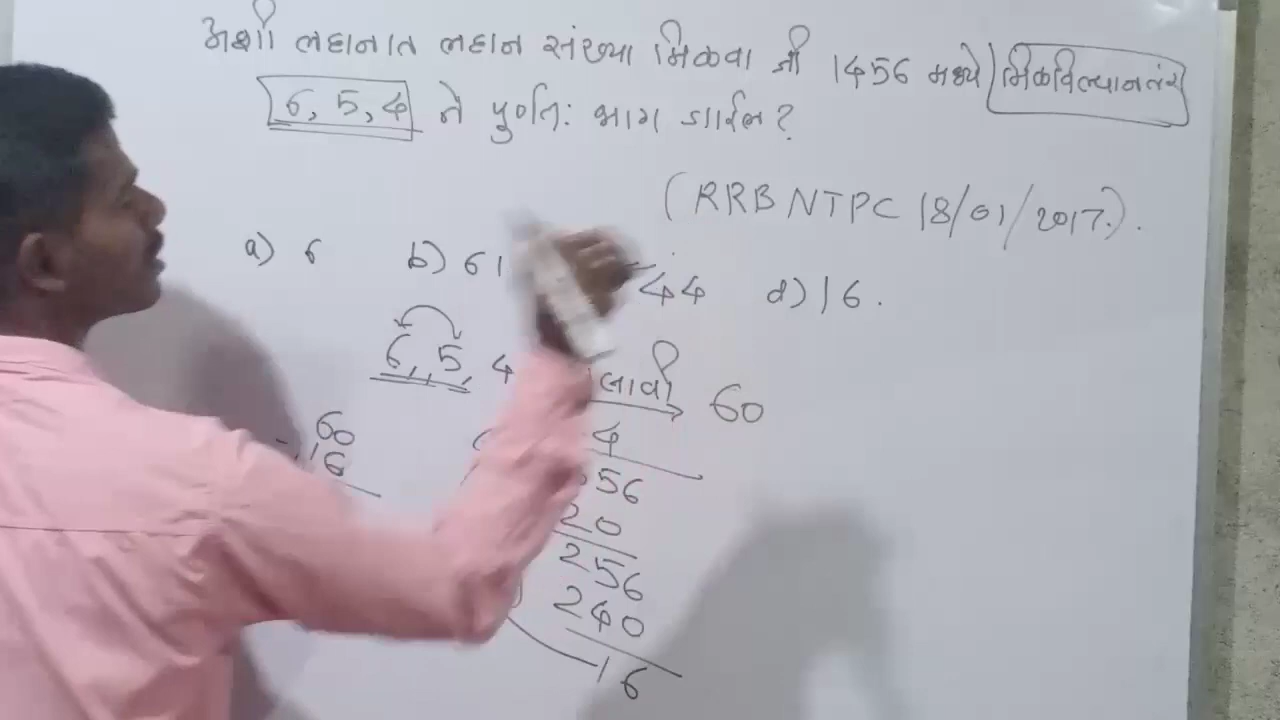 अशी लहानात लहान संख्या मिळवा जी 1456 मध्ये मिळविल्यानंतर
6, 5, 4 ने पुर्णतः भाग जाईल?
(RRB NTPC 18/01/2017).
a) 6 b) 61 44 d) 16.
6, 5, 4 लावी 60
60
- 16
4
56
20
256
240
16